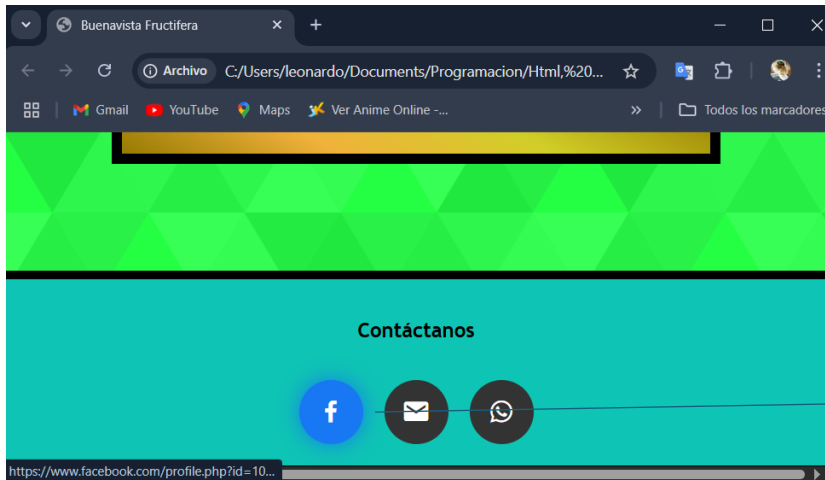 Buenavista Fructifera
Archivo C:/Users/leonardo/Documents/Programacion/Html,%20...
Gmail YouTube Maps Ver Anime Online -... » Todos los marcadores
Contáctanos
https://www.facebook.com/profile.php?id=10...